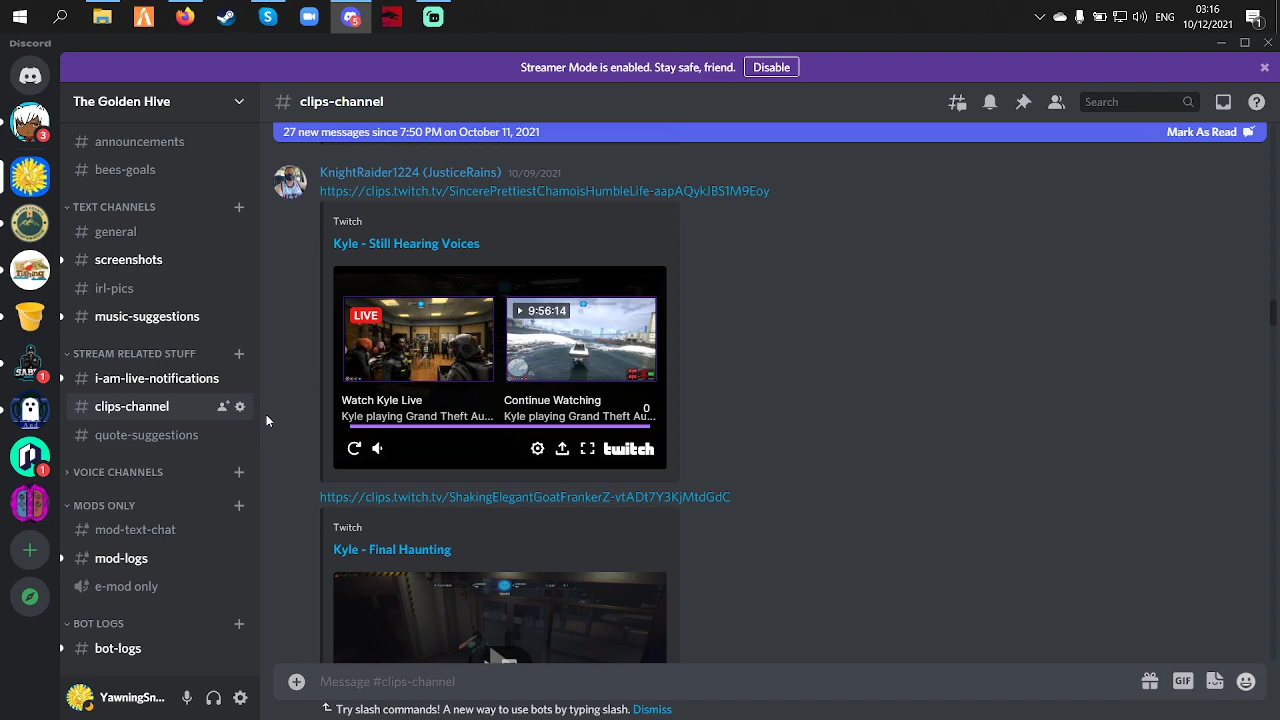 ENG
03:16
10/12/2021
1
Discord
Streamer Mode is enabled. Stay safe, friend.
Disable
5
3
1
1
The Golden Hive
announcements
bees-goals
TEXT CHANNELS
general
screenshots
irl-pics
music-suggestions
STREAM RELATED STUFF
i-am-live-notifications
clips-channel
quote-suggestions
VOICE CHANNELS
MODS ONLY
mod-text-chat
mod-logs
e-mod only
BOT LOGS
bot-logs
YawningSn...
# clips-channel
Search
27 new messages since 7:50 PM on October 11, 2021
Mark As Read
KnightRaider1224 (JusticeRains) 10/09/2021
https://clips.twitch.tv/SincerePrettiestChamoisHumbleLife-aapAQykJBS1M9Eoy
Twitch
Kyle - Still Hearing Voices
LIVE
9:56:14
Watch Kyle Live
Kyle playing Grand Theft Au...
Continue Watching
Kyle playing Grand Theft Au...
0
twitch
https://clips.twitch.tv/ShakingElegantGoatFrankerZ-vtADt7Y3KjMtdGdC
Twitch
Kyle - Final Haunting
Message #clips-channel
GIF
Try slash commands! A new way to use bots by typing slash. Dismiss